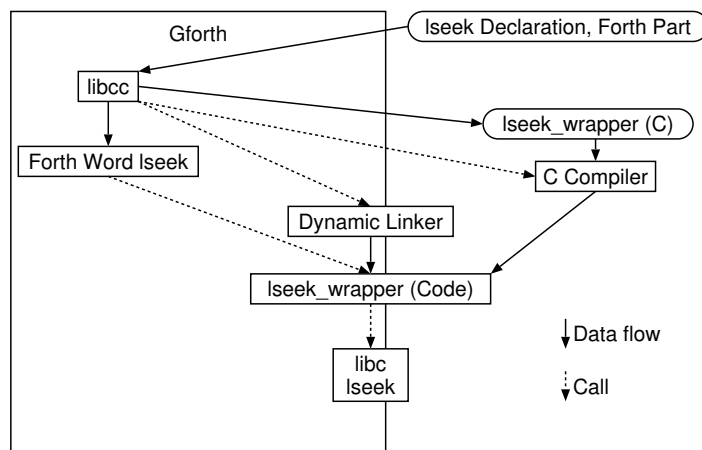 lseek Declaration, Forth Part
Gforth
libcc
lseek_wrapper (C)
Forth Word lseek
C Compiler
Dynamic Linker
lseek_wrapper (Code)
Data flow
libc
lseek
Call